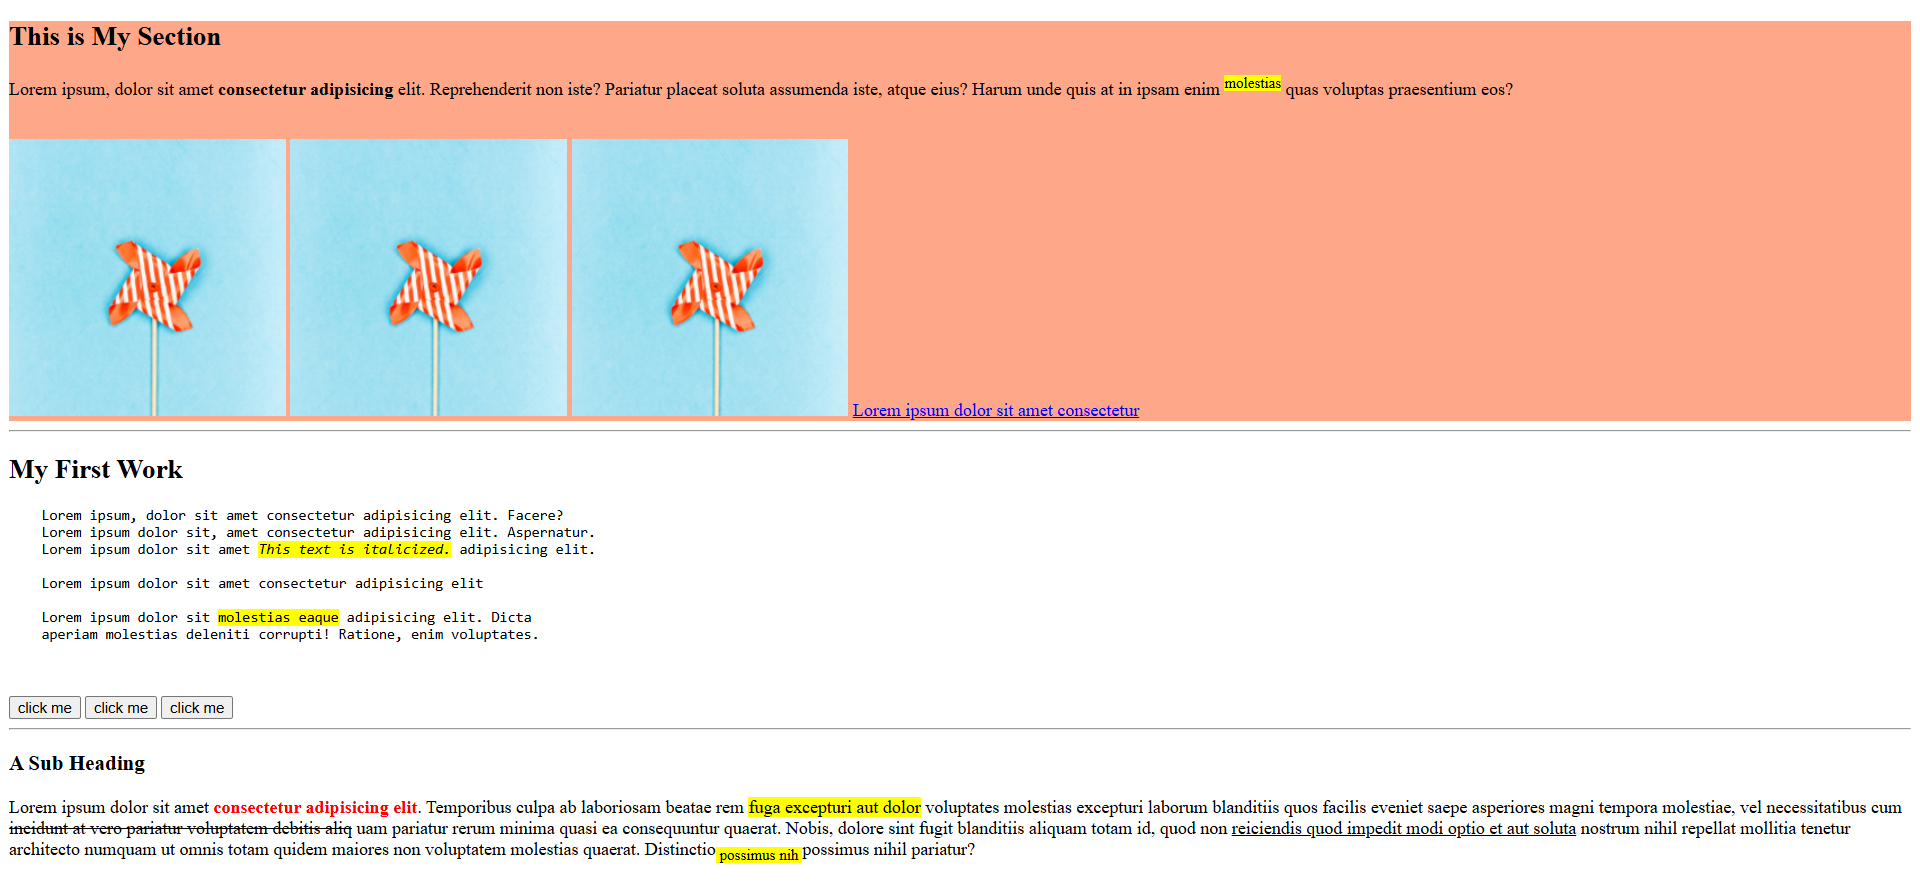 This is My Section
Lorem ipsum, dolor sit amet consectetur adipisicing elit. Reprehenderit non iste? Pariatur placeat soluta assumenda iste, atque eius? Harum unde quis at in ipsam enim molestias quas voluptas praesentium eos?
Lorem ipsum dolor sit amet consectetur
My First Work
Lorem ipsum, dolor sit amet consectetur adipisicing elit. Facere?
Lorem ipsum dolor sit, amet consectetur adipisicing elit. Aspernatur.
Lorem ipsum dolor sit amet This text is italicized. adipisicing elit.
Lorem ipsum dolor sit amet consectetur adipisicing elit
Lorem ipsum dolor sit molestias eaque adipisicing elit. Dicta
aperiam molestias deleniti corrupti! Ratione, enim voluptates.
click me click me click me
A Sub Heading
Lorem ipsum dolor sit amet consectetur adipisicing elit. Temporibus culpa ab laboriosam beatae rem fuga excepturi aut dolor voluptates molestias excepturi laborum blanditiis quos facilis eveniet saepe asperiores magni tempora molestiae, vel necessitatibus cum
incidunt at vero pariatur voluptatem debitis aliq uam pariatur rerum minima quasi ea consequuntur quaerat. Nobis, dolore sint fugit blanditiis aliquam totam id, quod non reiciendis quod impedit modi optio et aut soluta nostrum nihil repellat mollitia tenetur
architecto numquam ut omnis totam quidem maiores non voluptatem molestias quaerat. Distinctio possimus nih possimus nihil pariatur?